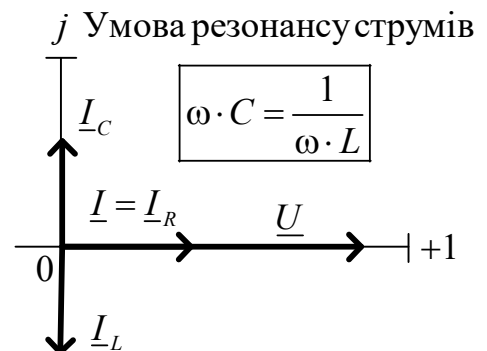 j Умова резонансу струмів
ω · C = 1 / (ω · L)
I_C
I = I_R
U
0
+1
I_L